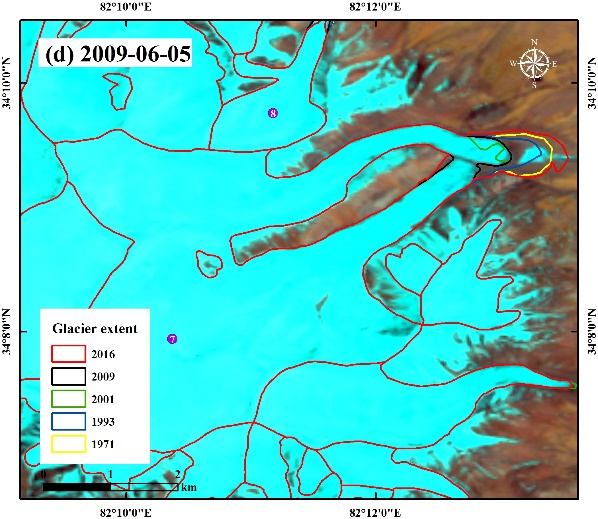 82°10'0"E 82°12'0"E
(d) 2009-06-05
N
W E
S
34°10'0"N 34°10'0"N
8
34°8'0"N 34°8'0"N
7
Glacier extent
2016
2009
2001
1993
1971
0 1 2
km
82°10'0"E 82°12'0"E